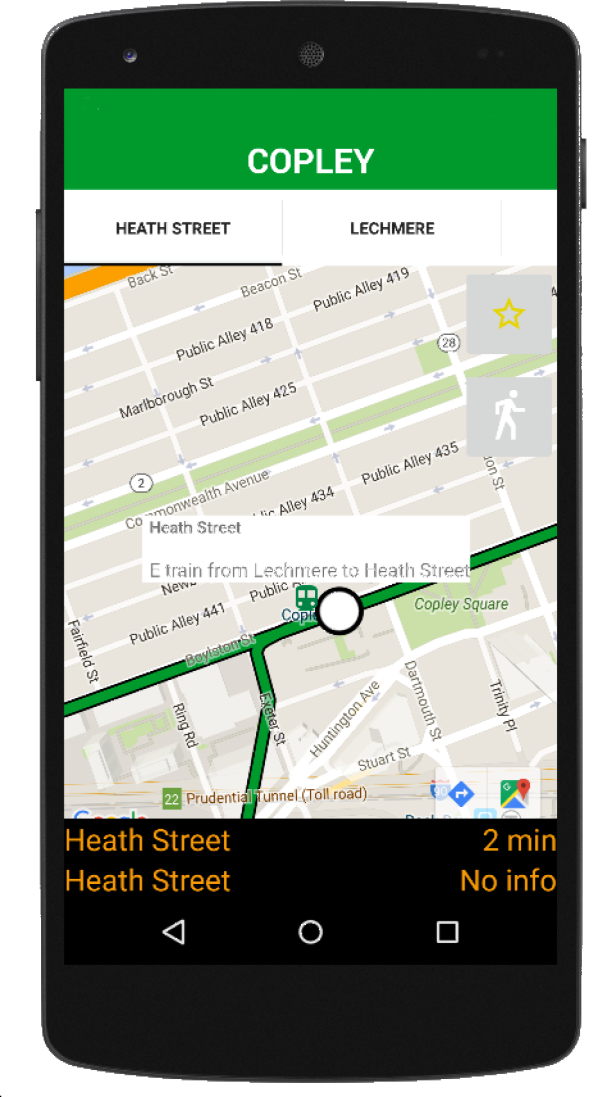 COPLEY
HEATH STREET
LECHMERE
Back St
Beacon St
Public Alley 419
Public Alley 418
28
Marlborough St
Public Alley 425
Public Alley 435
2
Commonwealth Avenue
Alley 434
Heath Street
E train from Lechmere to Heath Street
Public
Copley Square
Public Alley 441
Boylston St
Fairfield St
Exeter St
Ring Rd
Dartmouth St
Trinity Pl
Huntington Ave
Stuart St
22 Prudential Tunnel (Toll road)
90
G
Google
Heath Street 2 min
Heath Street No info